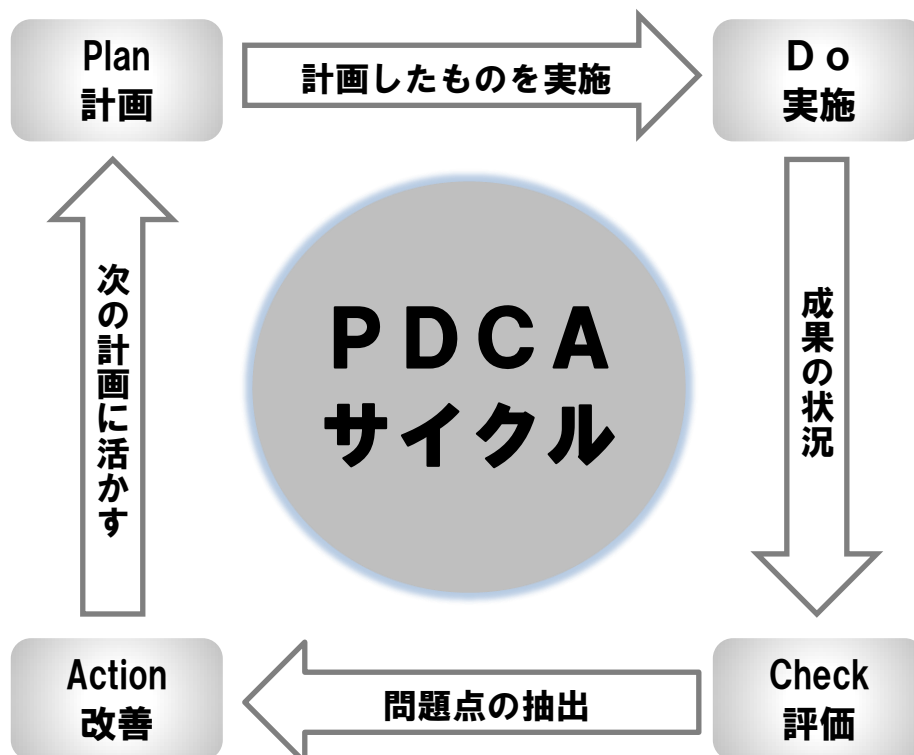 Plan
計画
計画したものを実施
Ｄｏ
実施
次の計画に活かす
ＰＤＣＡ
サイクル
成果の状況
Action
改善
問題点の抽出
Check
評価